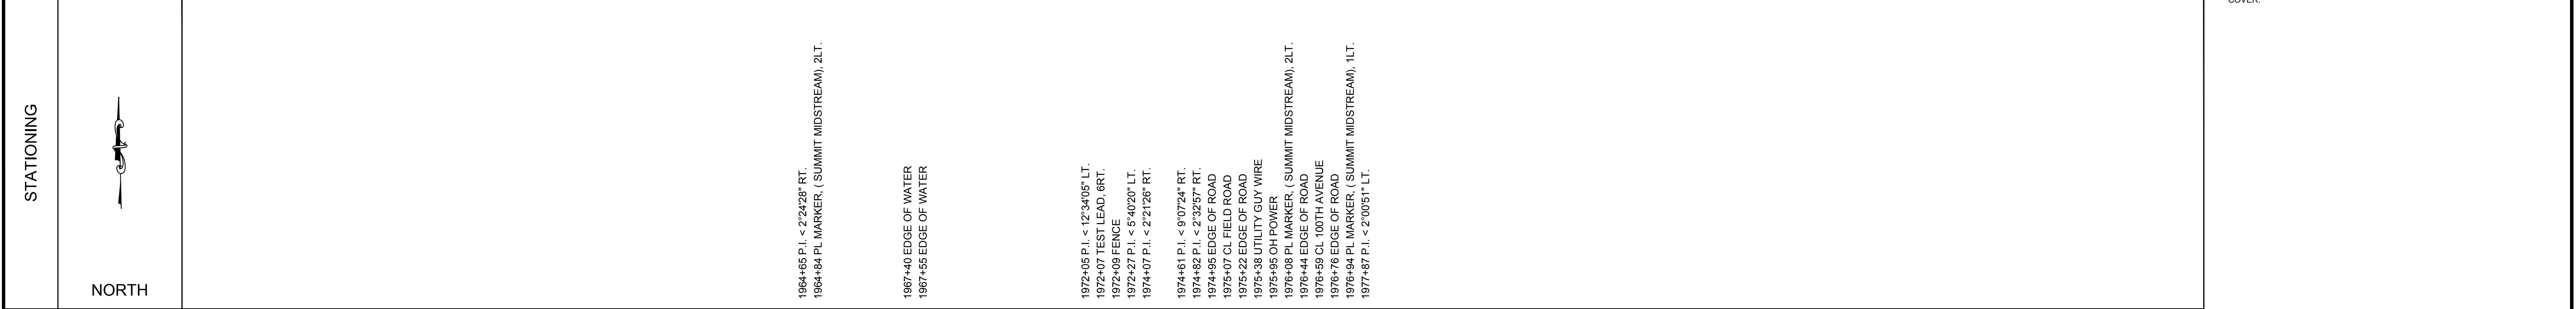 COVER:
STATIONING
NORTH
1964+65 P.I. < 2°24'28" RT.
1964+84 PL MARKER, ( SUMMIT MIDSTREAM), 2LT.
1967+40 EDGE OF WATER
1967+55 EDGE OF WATER
1972+05 P.I. < 12°34'05" LT.
1972+07 TEST LEAD, 6RT.
1972+09 FENCE
1972+27 P.I. < 5°40'20" LT.
1974+07 P.I. < 2°21'26" RT.
1974+61 P.I. < 9°07'24" RT.
1974+82 P.I. < 2°32'57" RT.
1974+95 EDGE OF ROAD
1975+07 CL FIELD ROAD
1975+22 EDGE OF ROAD
1975+38 UTILITY GUY WIRE
1975+95 OH POWER
1976+08 PL MARKER, ( SUMMIT MIDSTREAM), 2LT.
1976+44 EDGE OF ROAD
1976+59 CL 100TH AVENUE
1976+76 EDGE OF ROAD
1976+94 PL MARKER, ( SUMMIT MIDSTREAM), 1LT.
1977+87 P.I. < 2°00'51" LT.